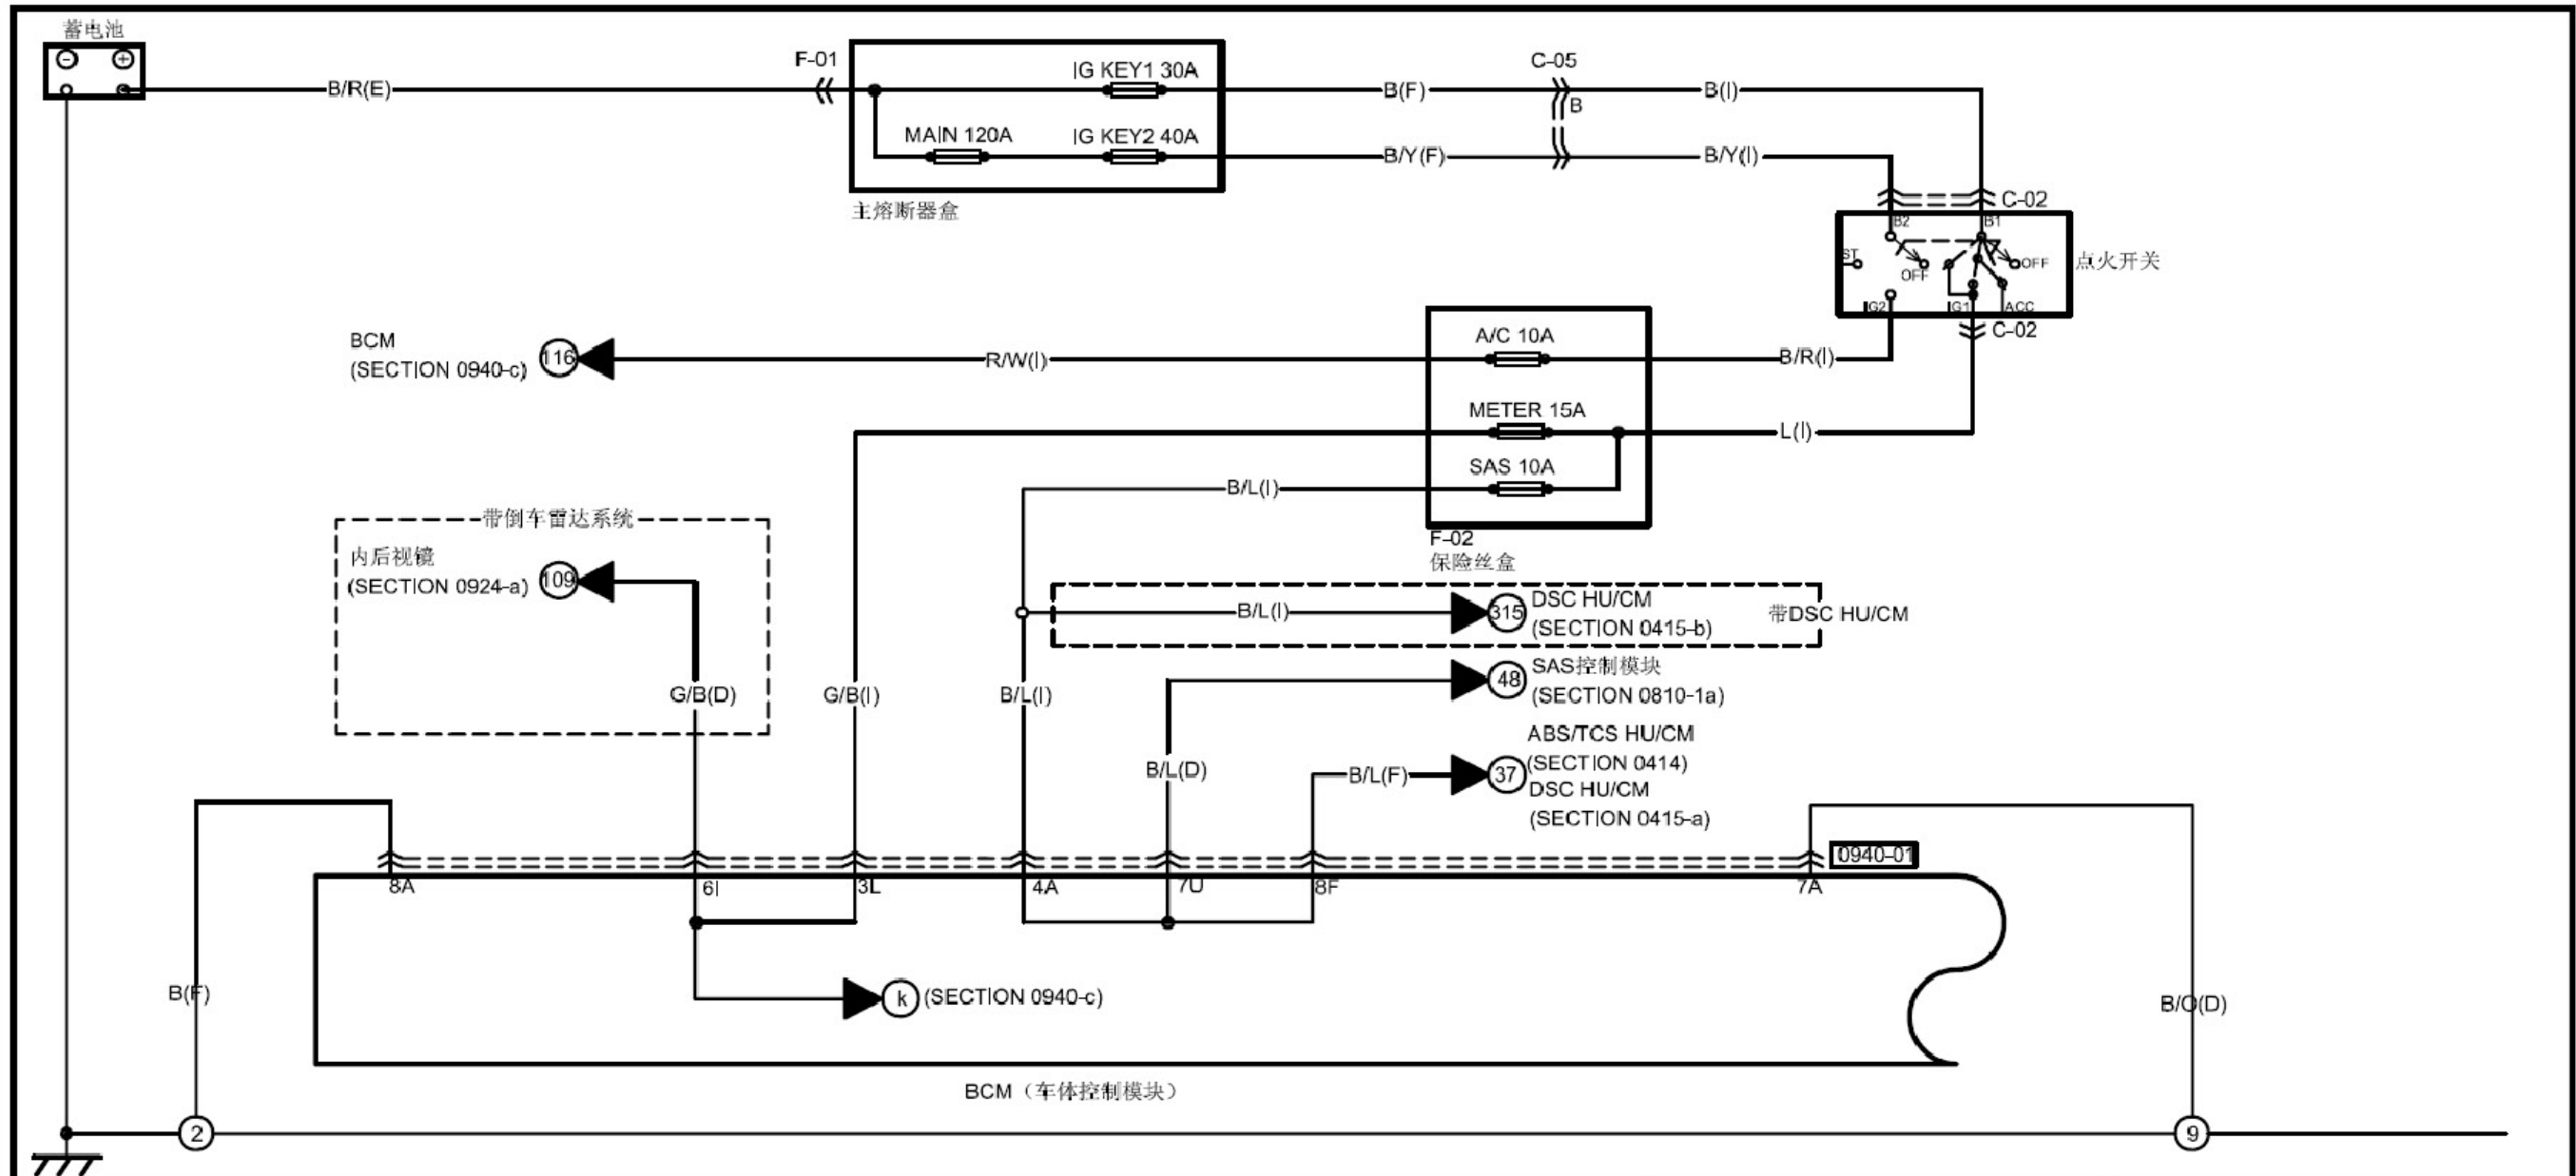 蓄电池
B/R(E)
F-01
IG KEY1 30A
MAIN 120A
IG KEY2 40A
主熔断器盒
B(F)
C-05
B
B(I)
B/Y(F)
B/Y(I)
C-02
B2
B1
ST
OFF
OFF
点火开关
IG2
IG1
ACC
C-02
BCM
(SECTION 0940-c)
116
R/W(I)
A/C 10A
B/R(I)
METER 15A
L(I)
SAS 10A
B/L(I)
F-02
保险丝盒
带倒车雷达系统
内后视镜
(SECTION 0924-a)
109
G/B(D)
G/B(I)
B/L(I)
B/L(I)
315
DSC HU/CM
(SECTION 0415-b)
带DSC HU/CM
48
SAS控制模块
(SECTION 0810-1a)
B/L(D)
B/L(F)
37
ABS/TCS HU/CM
(SECTION 0414)
DSC HU/CM
(SECTION 0415-a)
0940-01
8A
6I
3L
4A
7U
8F
7A
k
(SECTION 0940-c)
B(F)
B/O(D)
BCM（车体控制模块）
2
9